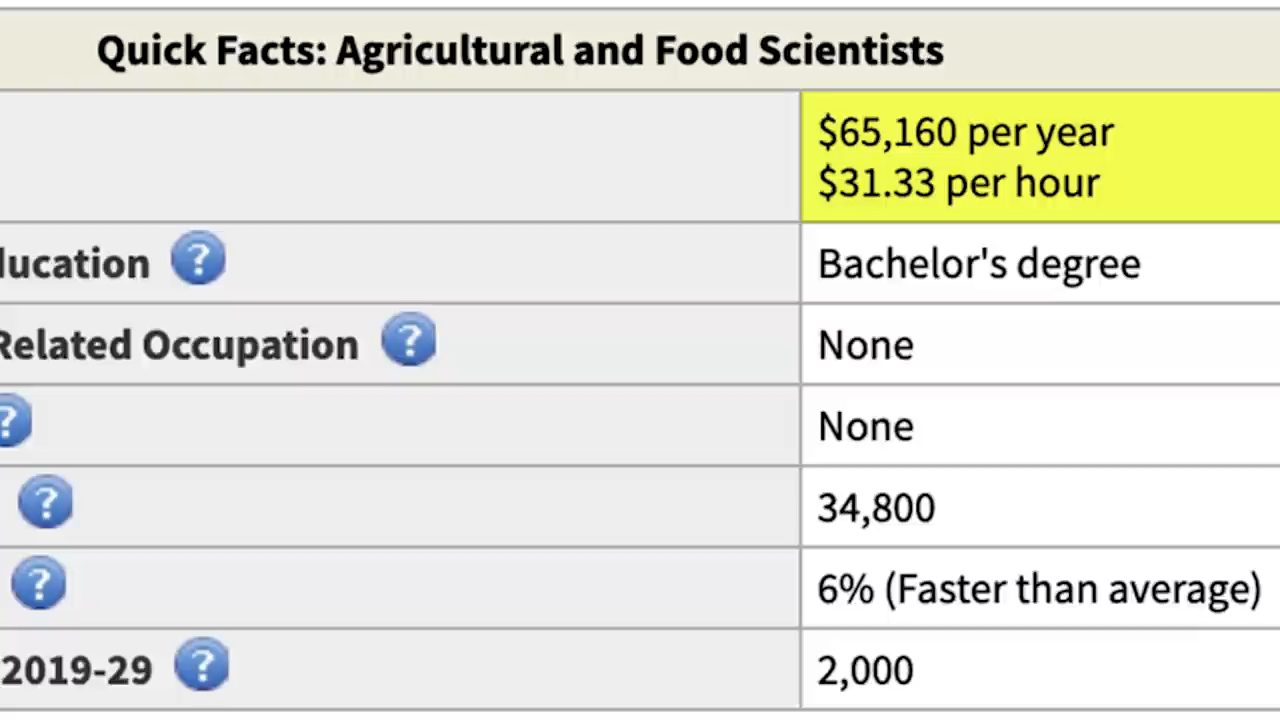 Quick Facts: Agricultural and Food Scientists
$65,160 per year
$31.33 per hour
ducation ?
Bachelor's degree
Related Occupation ?
None
?
None
?
34,800
?
6% (Faster than average)
2019-29 ?
2,000